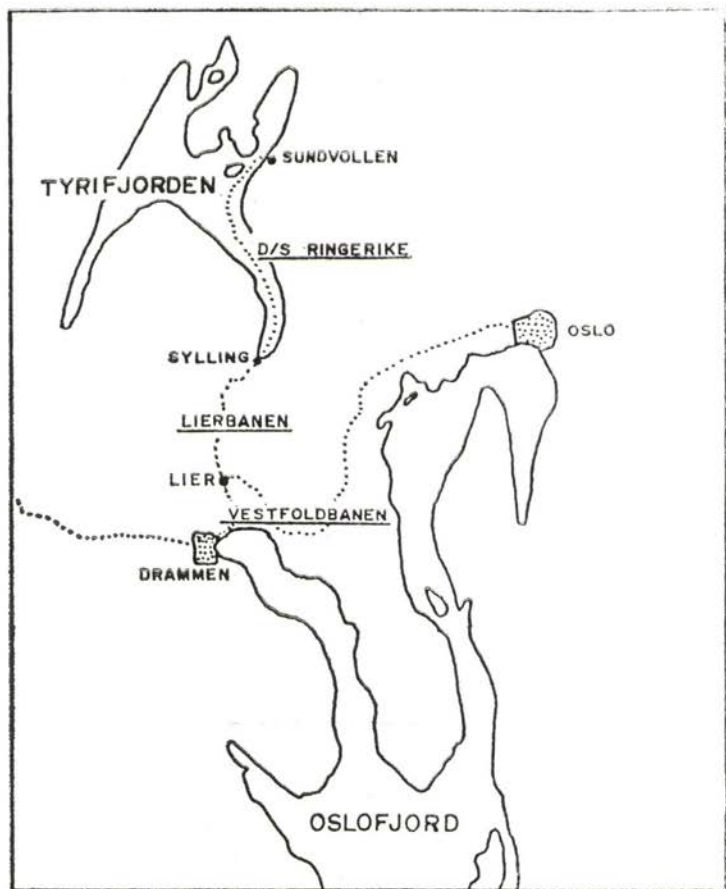 SUNDVOLLEN
TYRIFJORDEN
D/S RINGERIKE
OSLO
SYLLING
LIERBANEN
LIER
VESTFOLDBANEN
DRAMMEN
OSLOFJORD